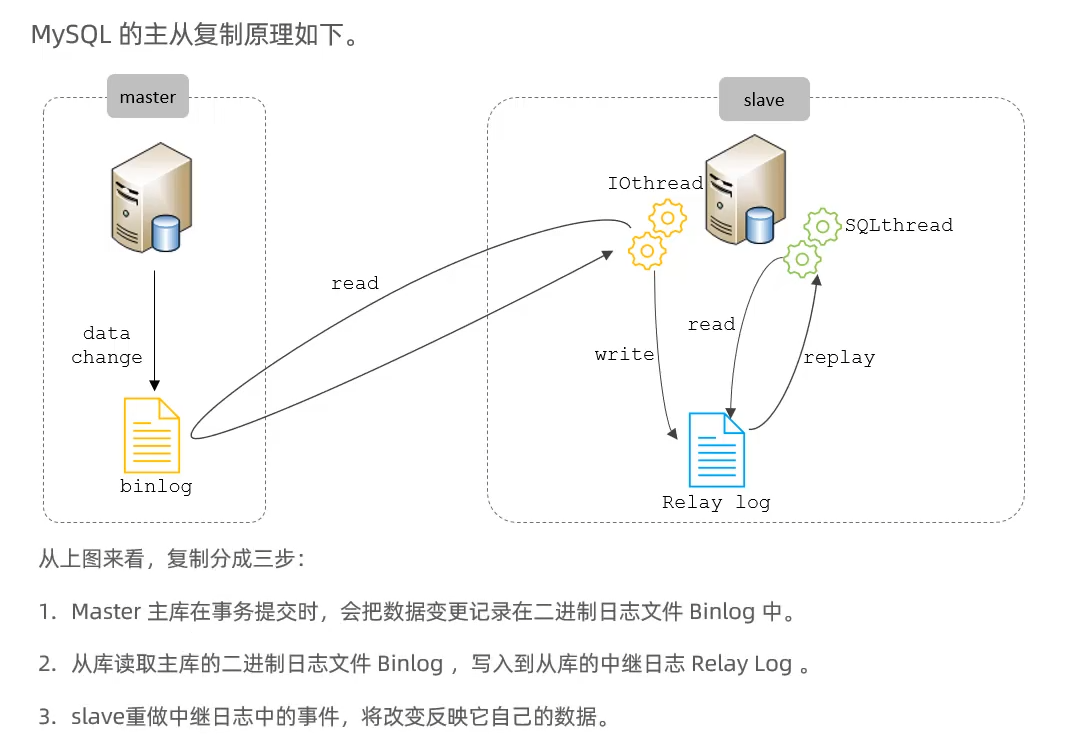 MySQL 的主从复制原理如下。
master
slave
IOthread
SQLthread
read
data
change
read
write
replay
binlog
Relay log
从上图来看，复制分成三步：
1. Master 主库在事务提交时，会把数据变更记录在二进制日志文件 Binlog 中。
2. 从库读取主库的二进制日志文件 Binlog ，写入到从库的中继日志 Relay Log 。
3. slave重做中继日志中的事件，将改变反映它自己的数据。